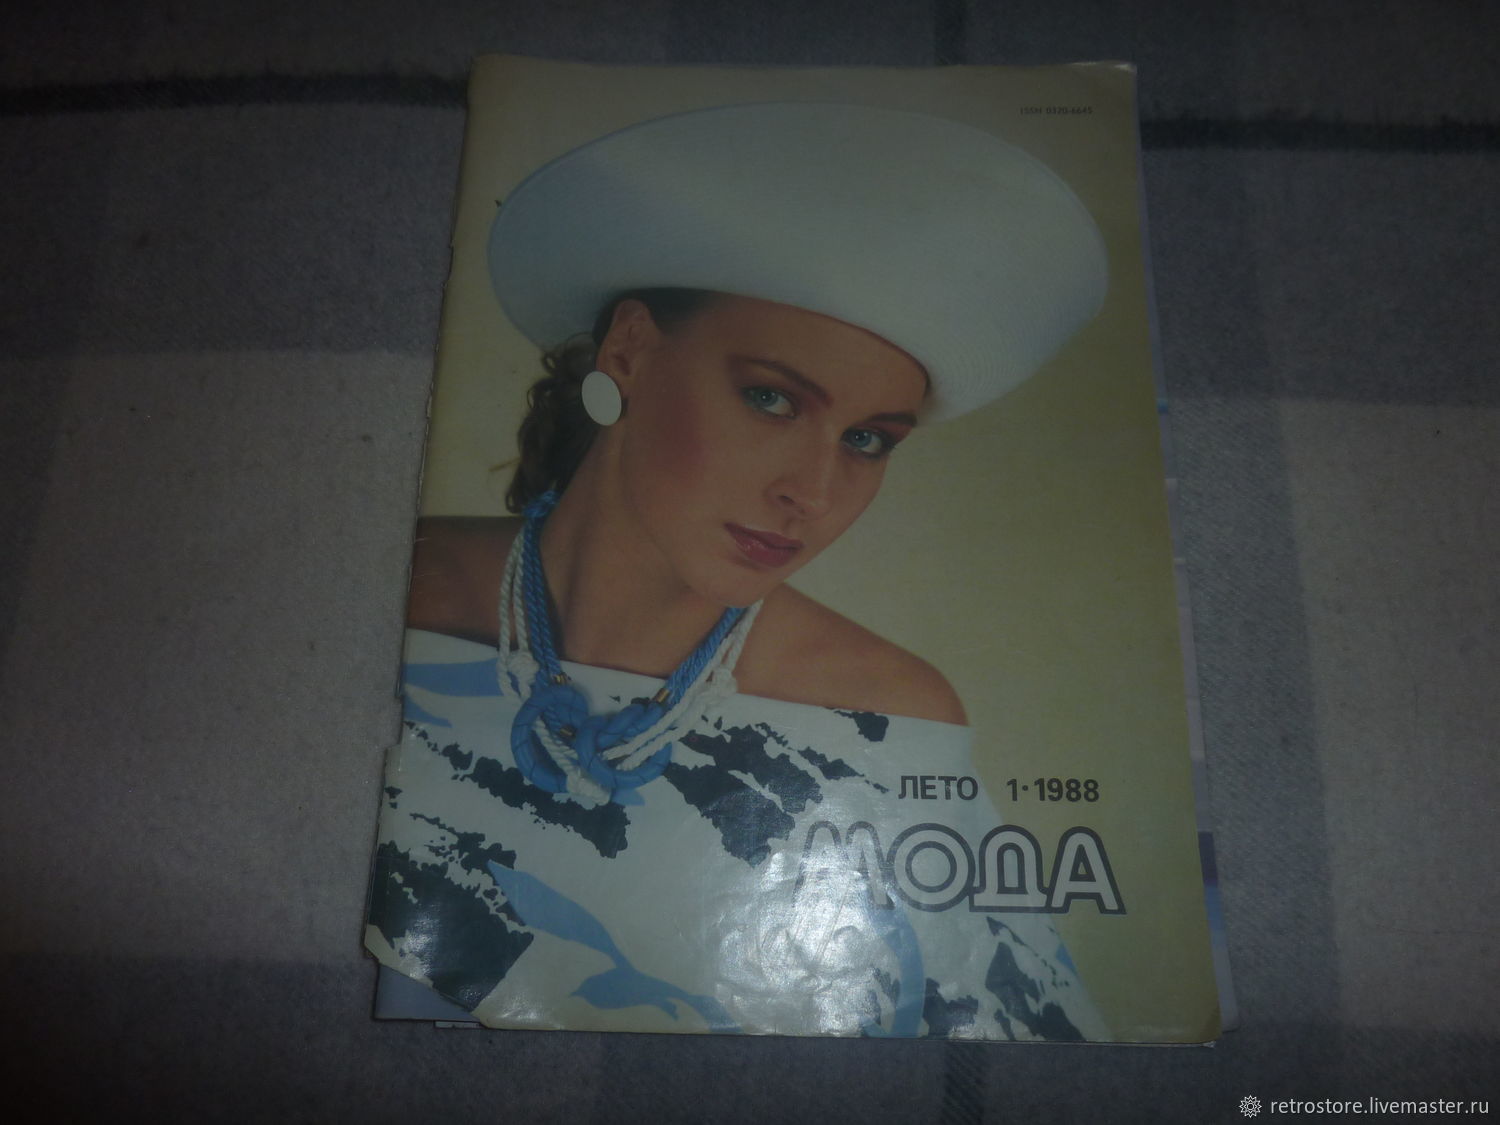 ISSN 0320-6645
ЛЕТО 1·1988
МОДА
retrostore.livemaster.ru